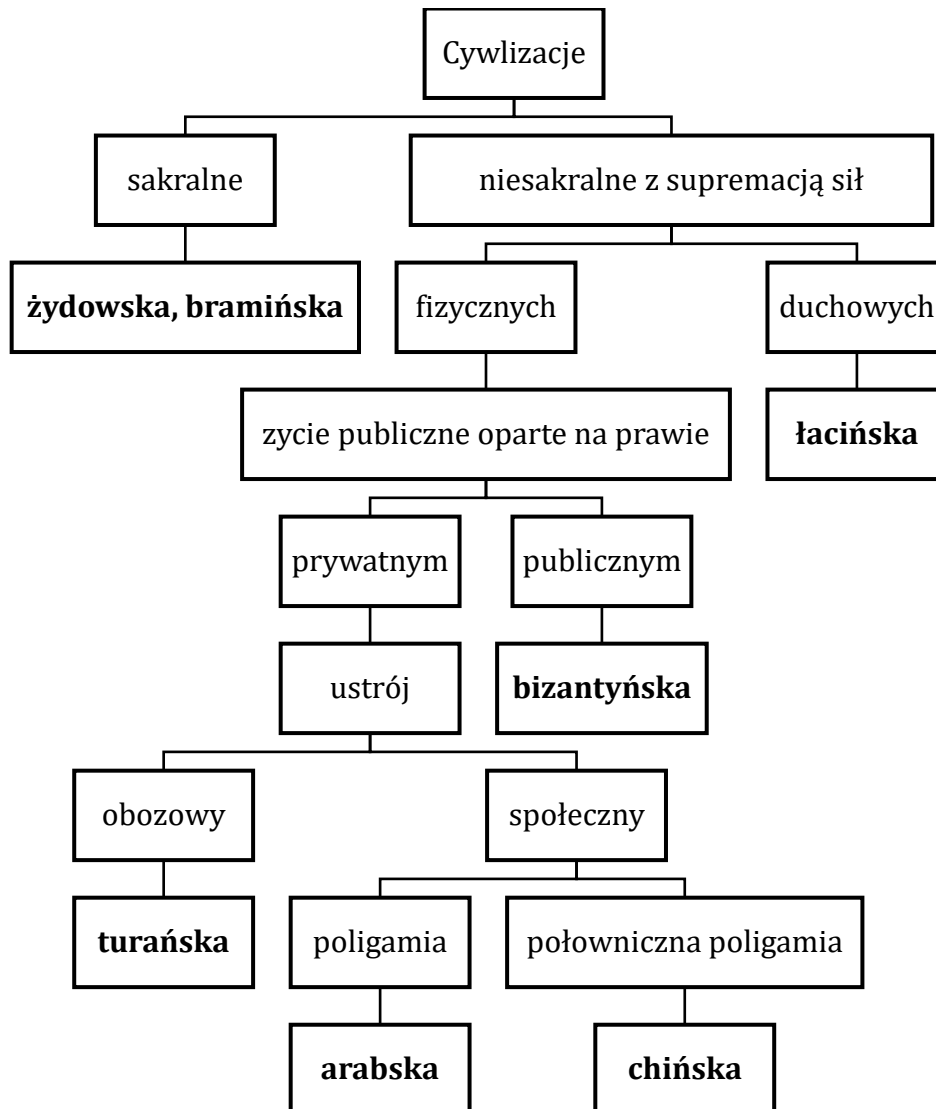 Cywlizacje
sakralne
niesakralne z supremacją sił
żydowska, bramińska
fizycznych
duchowych
zycie publiczne oparte na prawie
łacińska
prywatnym
publicznym
ustrój
bizantyńska
obozowy
społeczny
turańska
poligamia
połowniczna poligamia
arabska
chińska